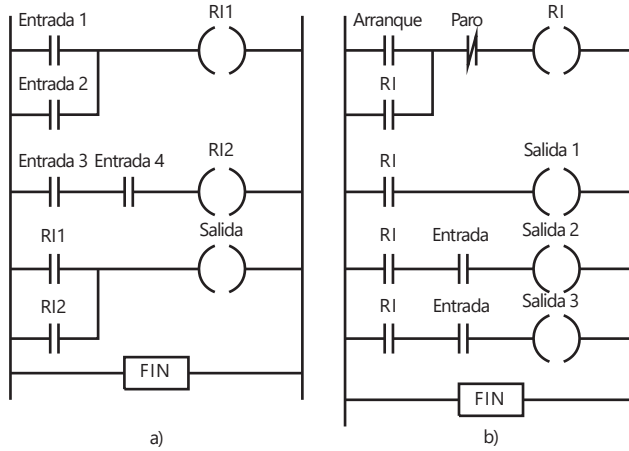 Entrada 1
RI1
Entrada 2
Entrada 3 Entrada 4
RI2
RI1
Salida
RI2
FIN
a)
Arranque Paro RI
RI
RI
Salida 1
RI Entrada Salida 2
RI Entrada Salida 3
FIN
b)